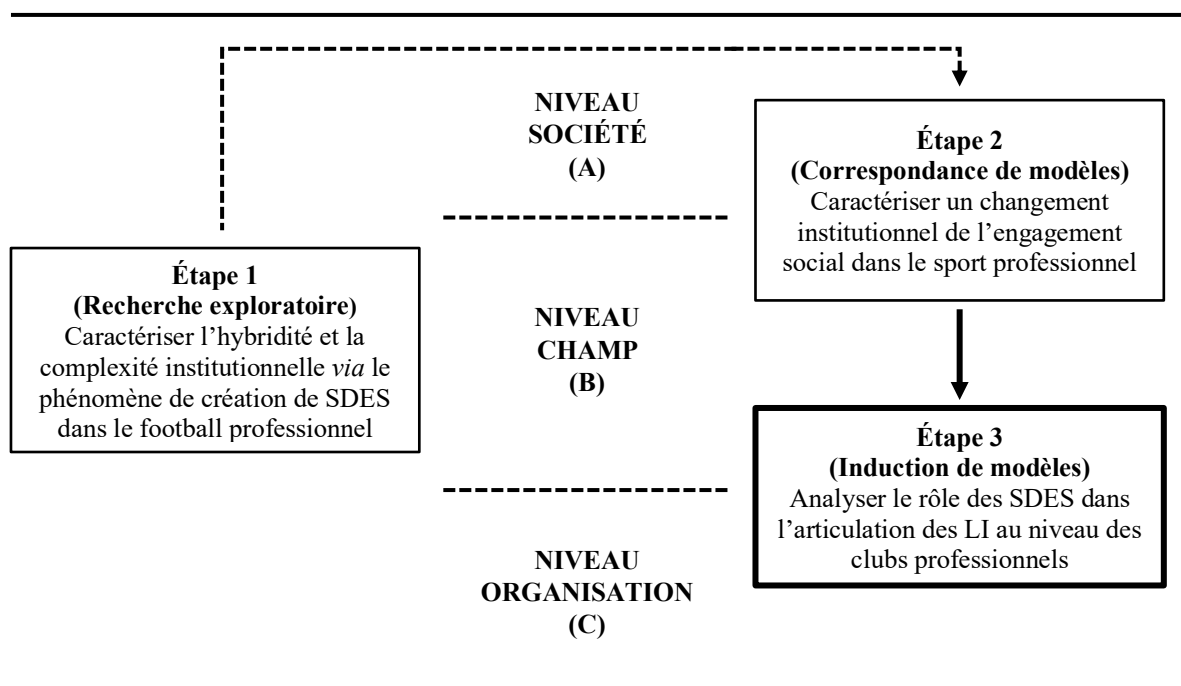 Étape 1
(Recherche exploratoire)
Caractériser l’hybridité et la
complexité institutionnelle via le
phénomène de création de SDES
dans le football professionnel
NIVEAU
SOCIÉTÉ
(A)
NIVEAU
CHAMP
(B)
NIVEAU
ORGANISATION
(C)
Étape 2
(Correspondance de modèles)
Caractériser un changement
institutionnel de l’engagement
social dans le sport professionnel
Étape 3
(Induction de modèles)
Analyser le rôle des SDES dans
l’articulation des LI au niveau des
clubs professionnels